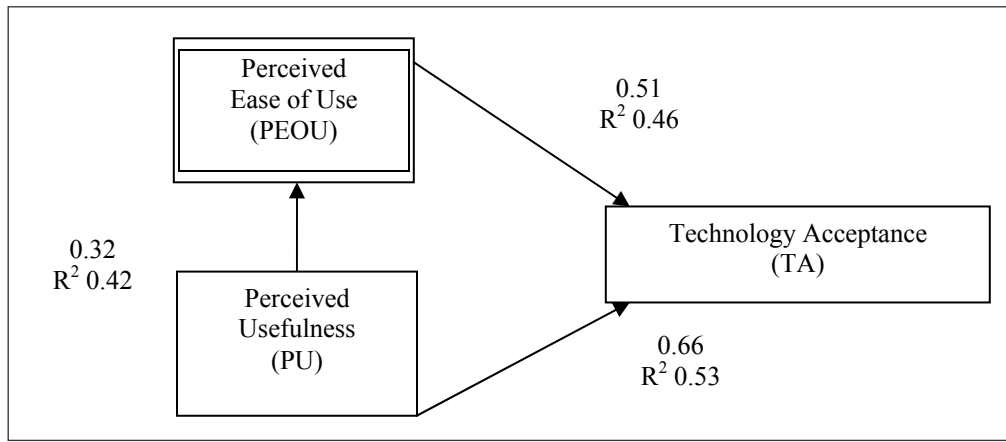 Perceived
Ease of Use
(PEOU)
0.51
R² 0.46
Technology Acceptance
(TA)
0.32
R² 0.42
Perceived
Usefulness
(PU)
0.66
R² 0.53